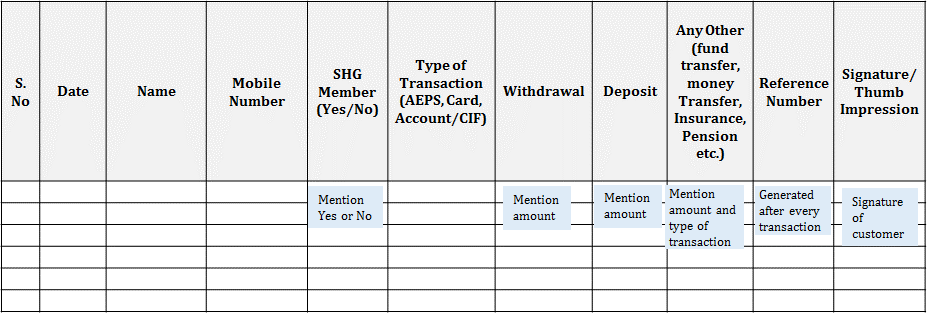 S.
No
Date
Name
Mobile
Number
SHG
Member
(Yes/No)
Type of
Transaction
(AEPS, Card,
Account/CIF)
Withdrawal
Deposit
Any Other
(fund
transfer,
money
Transfer,
Insurance,
Pension
etc.)
Reference
Number
Signature/
Thumb
Impression
Mention
Yes or No
Mention
amount
Mention
amount
Mention
amount and
type of
transaction
Generated
after every
transaction
Signature
of
customer